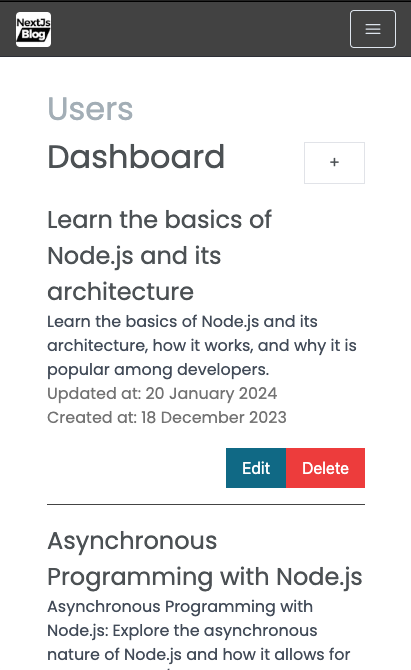 NextJs
Blog
Users
Dashboard
+
Learn the basics of
Node.js and its
architecture
Learn the basics of Node.js and its
architecture, how it works, and why it is
popular among developers.
Updated at: 20 January 2024
Created at: 18 December 2023
Edit Delete
Asynchronous
Programming with Node.js
Asynchronous Programming with
Node.js: Explore the asynchronous
nature of Node.js and how it allows for